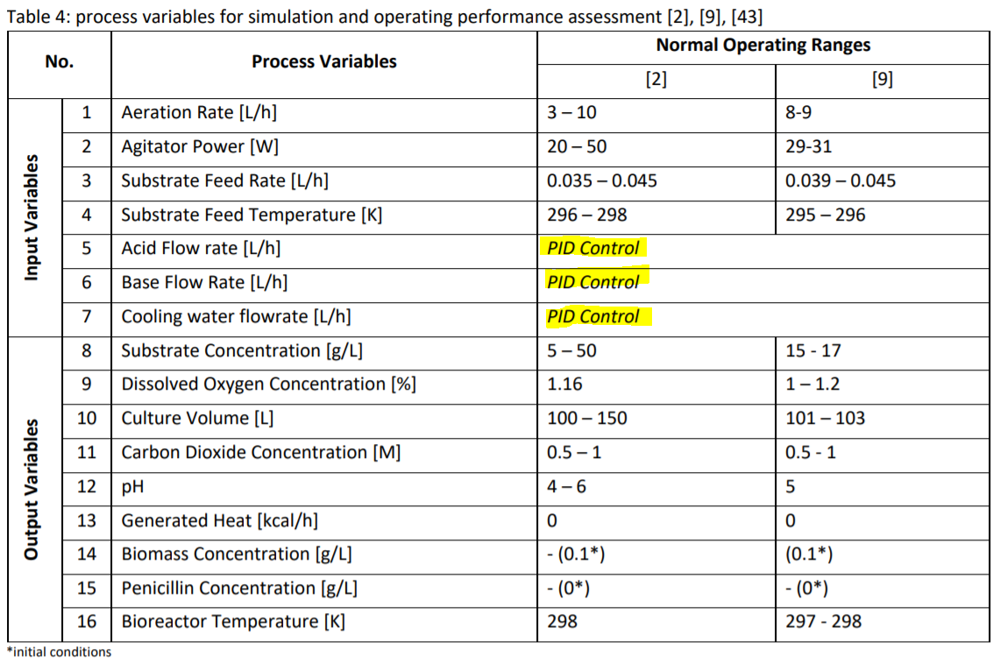 Table 4: process variables for simulation and operating performance assessment [2], [9], [43]
No. Process Variables Normal Operating Ranges
[2] [9]
Input Variables
1 Aeration Rate [L/h] 3 – 10 8-9
2 Agitator Power [W] 20 – 50 29-31
3 Substrate Feed Rate [L/h] 0.035 – 0.045 0.039 – 0.045
4 Substrate Feed Temperature [K] 296 – 298 295 – 296
5 Acid Flow rate [L/h] PID Control
6 Base Flow Rate [L/h] PID Control
7 Cooling water flowrate [L/h] PID Control
Output Variables
8 Substrate Concentration [g/L] 5 – 50 15 - 17
9 Dissolved Oxygen Concentration [%] 1.16 1 – 1.2
10 Culture Volume [L] 100 – 150 101 – 103
11 Carbon Dioxide Concentration [M] 0.5 – 1 0.5 - 1
12 pH 4 – 6 5
13 Generated Heat [kcal/h] 0 0
14 Biomass Concentration [g/L] - (0.1*) (0.1*)
15 Penicillin Concentration [g/L] - (0*) - (0*)
16 Bioreactor Temperature [K] 298 297 - 298
*initial conditions